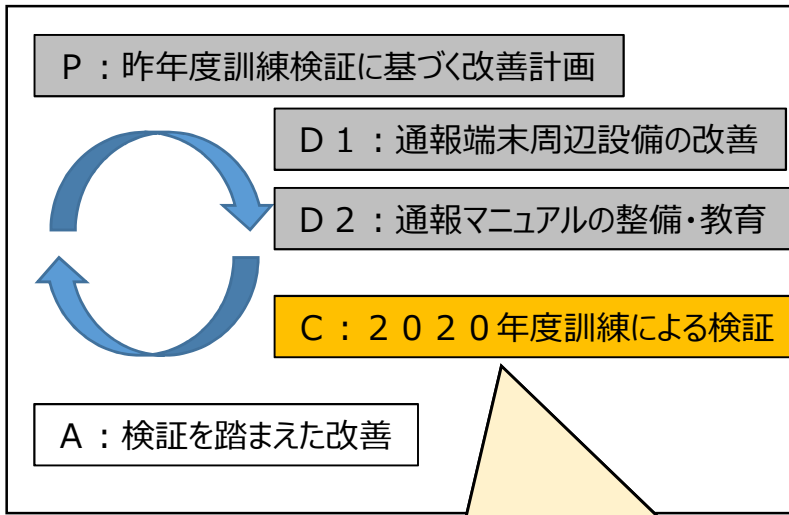 P：昨年度訓練検証に基づく改善計画
D１：通報端末周辺設備の改善
D２：通報マニュアルの整備・教育
C：２０２０年度訓練による検証
A：検証を踏まえた改善